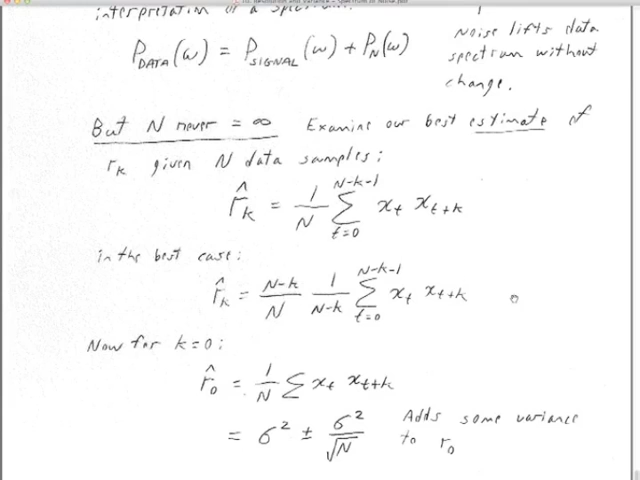 interpretation of a spectrum.
P_DATA(ω) = P_SIGNAL(ω) + P_N(ω)
Noise lifts data
spectrum without
change.
But N never = ∞ Examine our best estimate of
r_k given N data samples:
r̂_k = 1/N Σ_{t=0}^{N-k-1} x_t x_{t+k}
in the best case:
r̂_k = N-k/N 1/N-k Σ_{t=0}^{N-k-1} x_t x_{t+k}
Now for k=0:
r̂_0 = 1/N Σ x_t x_{t+k}
= σ² ± σ²/√N
Adds some variance
to r_0